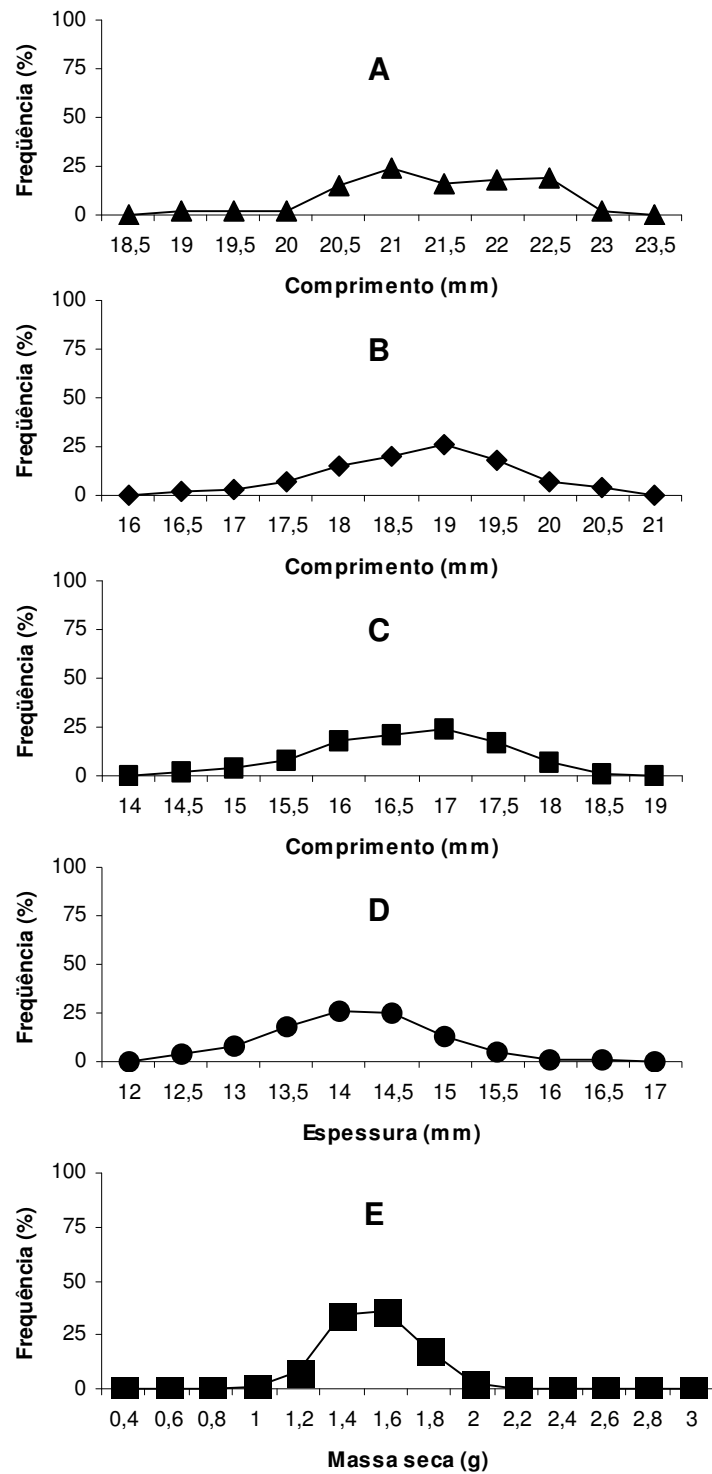 A
Freqüência (%)
100
75
50
25
0
18,5 19 19,5 20 20,5 21 21,5 22 22,5 23 23,5
Comprimento (mm)
B
Freqüência (%)
100
75
50
25
0
16 16,5 17 17,5 18 18,5 19 19,5 20 20,5 21
Comprimento (mm)
C
Freqüência (%)
100
75
50
25
0
14 14,5 15 15,5 16 16,5 17 17,5 18 18,5 19
Comprimento (mm)
D
Freqüência (%)
100
75
50
25
0
12 12,5 13 13,5 14 14,5 15 15,5 16 16,5 17
Espessura (mm)
E
Frequência (%)
100
75
50
25
0
0,4 0,6 0,8 1 1,2 1,4 1,6 1,8 2 2,2 2,4 2,6 2,8 3
Massa seca (g)